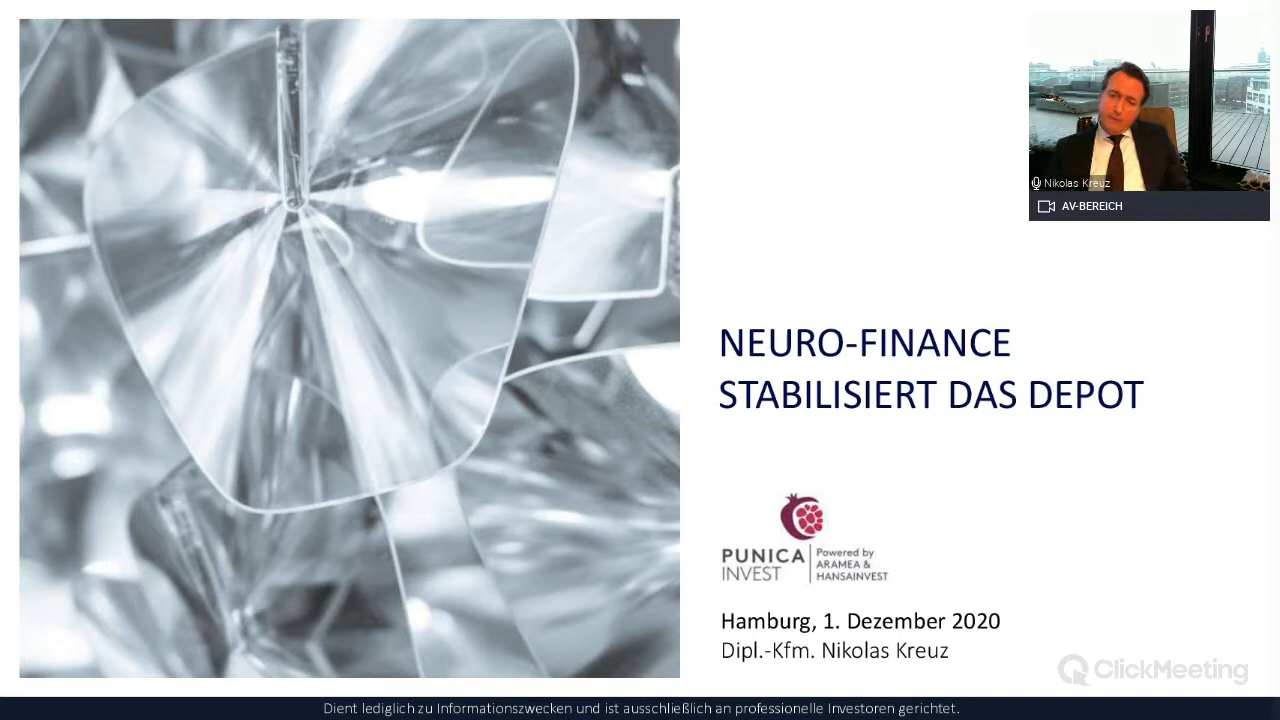 Nikolas Kreuz
AV-BEREICH
NEURO-FINANCE
STABILISIERT DAS DEPOT
PUNICA
INVEST
Powered by
ARAMEA &
HANSAINVEST
Hamburg, 1. Dezember 2020
Dipl.-Kfm. Nikolas Kreuz
ClickMeeting
Dient lediglich zu Informationszwecken und ist ausschließlich an professionelle Investoren gerichtet.